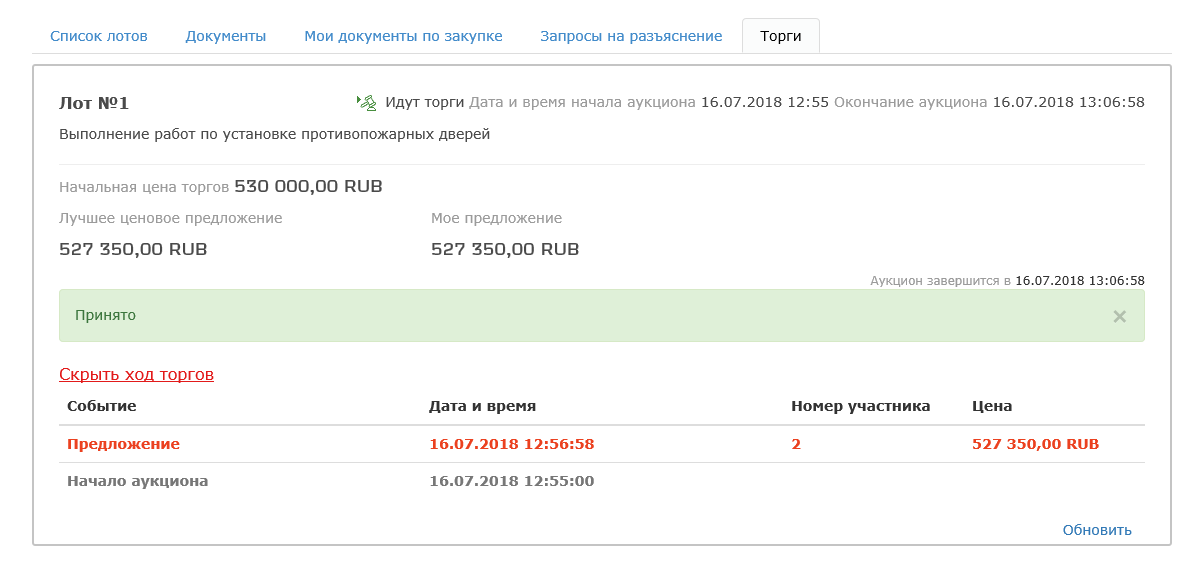 Список лотов Документы Мои документы по закупке Запросы на разъяснение Торги
Лот №1 Идут торги Дата и время начала аукциона 16.07.2018 12:55 Окончание аукциона 16.07.2018 13:06:58
Выполнение работ по установке противопожарных дверей
Начальная цена торгов 530 000,00 RUB
Лучшее ценовое предложение Мое предложение
527 350,00 RUB 527 350,00 RUB
Аукцион завершится в 16.07.2018 13:06:58
Принято ×
Скрыть ход торгов
Событие Дата и время Номер участника Цена
Предложение 16.07.2018 12:56:58 2 527 350,00 RUB
Начало аукциона 16.07.2018 12:55:00
Обновить